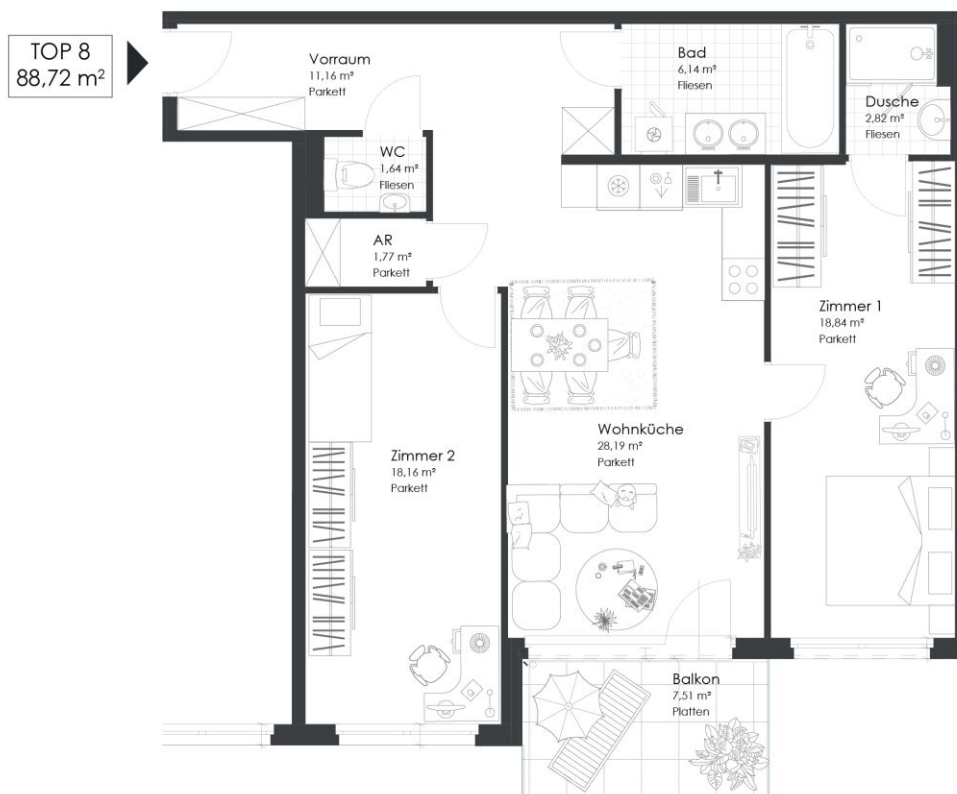 TOP 8
88,72 m²
Vorraum
11,16 m²
Parkett
Bad
6,14 m²
Fliesen
Dusche
2,82 m²
Fliesen
WC
1,64 m²
Fliesen
AR
1,77 m²
Parkett
Zimmer 1
18,84 m²
Parkett
Wohnküche
28,19 m²
Parkett
Zimmer 2
18,16 m²
Parkett
Balkon
7,51 m²
Platten